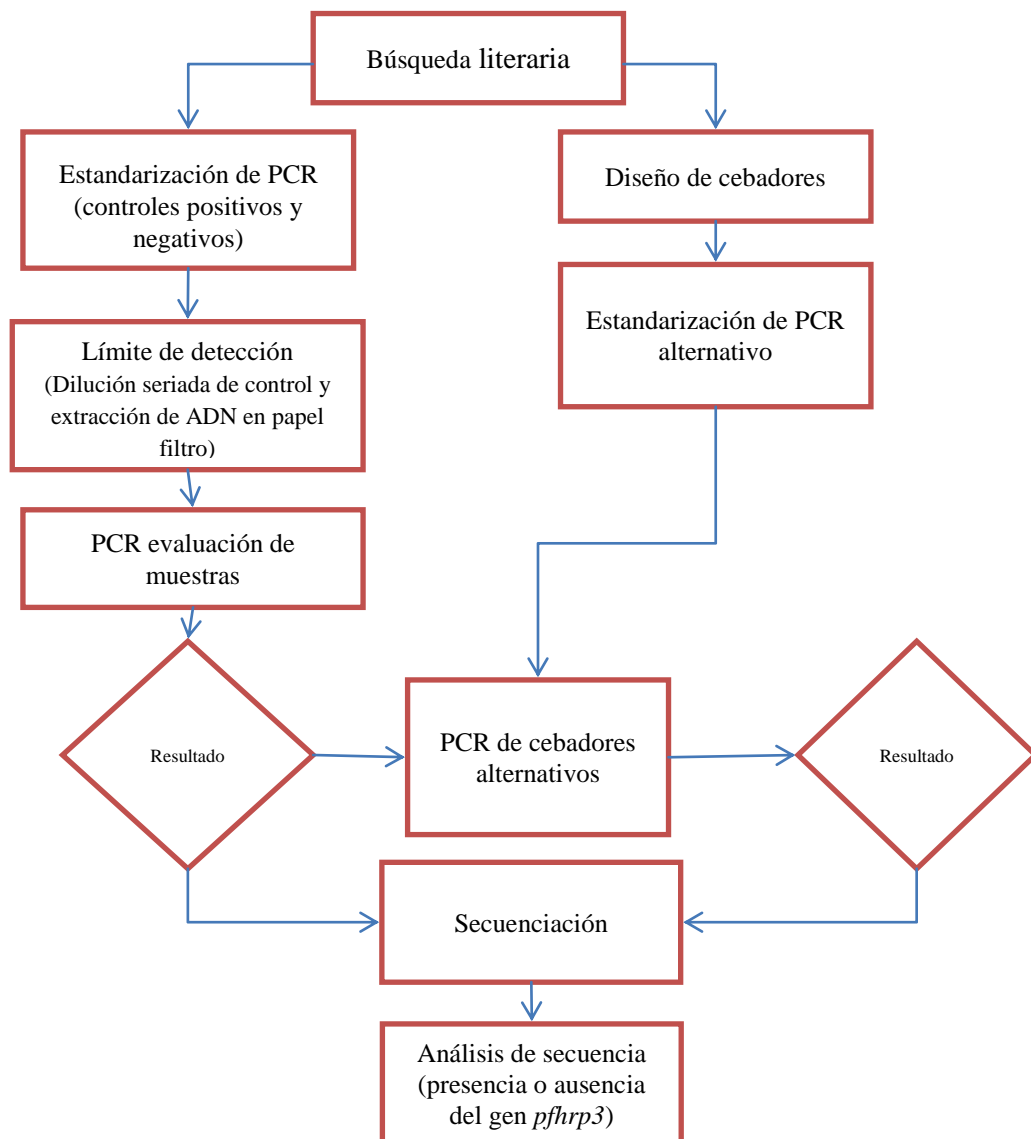 Búsqueda literaria
Estandarización de PCR
(controles positivos y
negativos)
Diseño de cebadores
Límite de detección
(Dilución seriada de control y
extracción de ADN en papel
filtro)
Estandarización de PCR
alternativo
PCR evaluación de
muestras
Resultado
PCR de cebadores
alternativos
Resultado
Secuenciación
Análisis de secuencia
(presencia o ausencia
del gen pfhrp3)